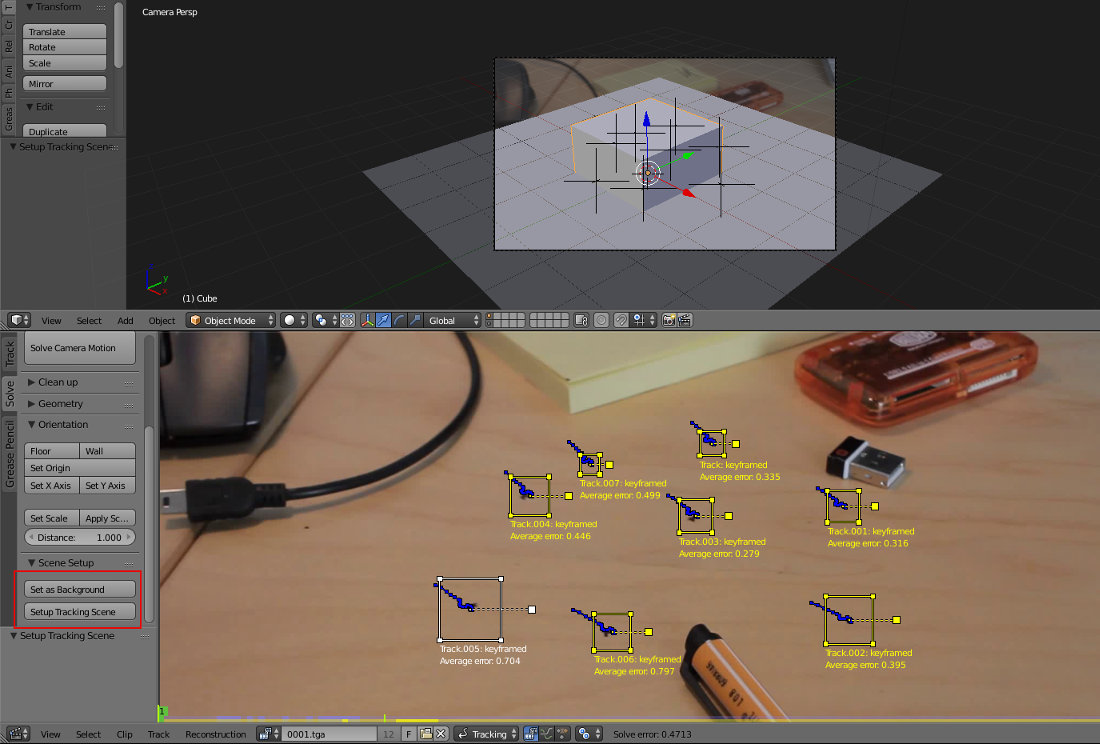 T
Cr
Rel
Ani
Ph
Greas
Transform
Translate
Rotate
Scale
Mirror
Edit
Duplicate
Setup Tracking Scene
Camera Persp
z
y
x
(1) Cube
View Select Add Object Object Mode Global
Track
Solve
Grease Pencil
Solve Camera Motion
Clean up
Geometry
Orientation
Floor Wall
Set Origin
Set X Axis Set Y Axis
Set Scale Apply Sc...
Distance: 1.000
Scene Setup
Set as Background
Setup Tracking Scene
Setup Tracking Scene
Track: keyframed
Average error: 0.335
Track.007: keyframed
Average error: 0.499
Track.004: keyframed
Average error: 0.446
Track.003: keyframed
Average error: 0.279
Track.001: keyframed
Average error: 0.316
Track.005: keyframed
Average error: 0.704
Track.006: keyframed
Average error: 0.797
Track.002: keyframed
Average error: 0.395
1
View Select Clip Track Reconstruction 0001.tga 12 F Tracking Solve error: 0.4713